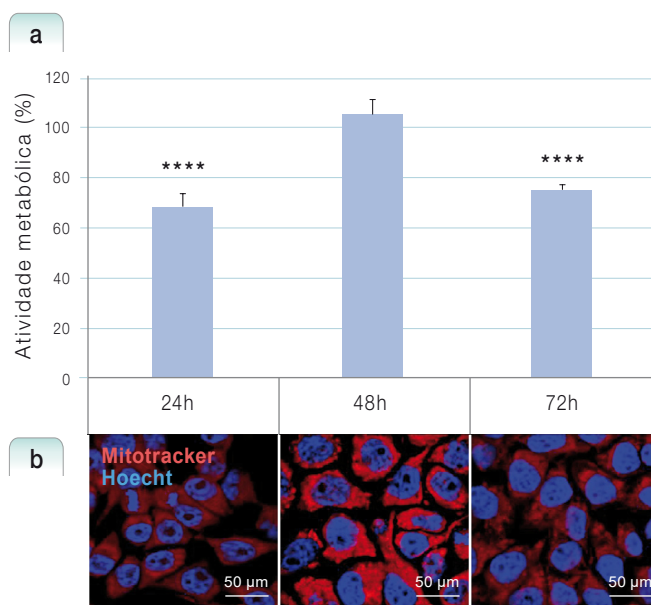 a
Atividade metabólica (%)
120
100
80
60
40
20
0
****
****
24h
48h
72h
b
Mitotracker
Hoecht
50 µm
50 µm
50 µm